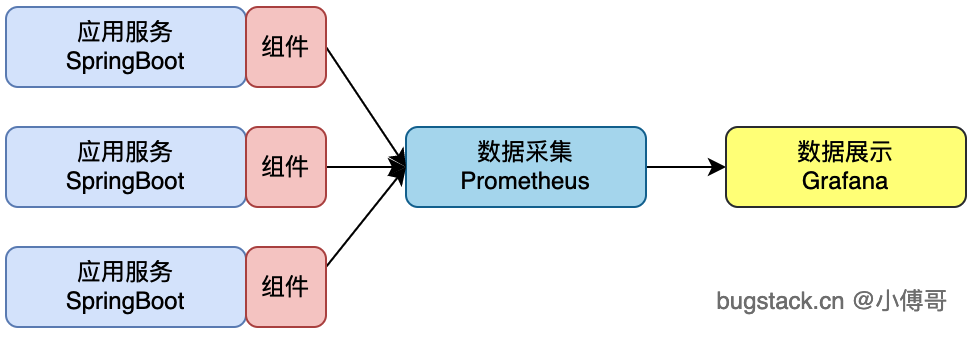 应用服务
SpringBoot
组件
应用服务
SpringBoot
组件
数据采集
Prometheus
数据展示
Grafana
应用服务
SpringBoot
组件
bugstack.cn @小傅哥